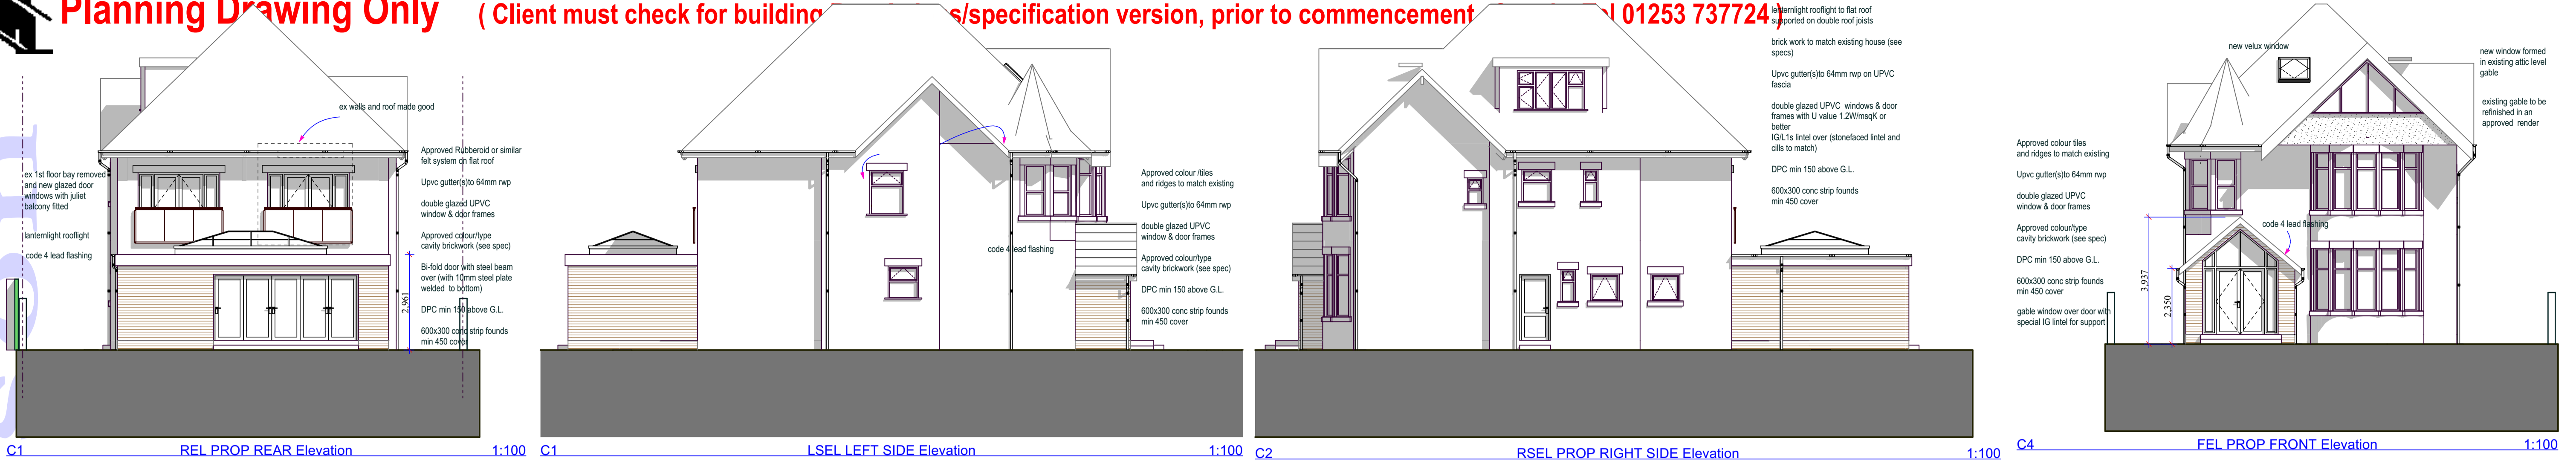 Planning Drawing Only
( Client must check for building
s/specification version, prior to commencement
l 01253 737724 )
ex walls and roof made good
ex 1st floor bay removed
and new glazed door
windows with juliet
balcony fitted
lanternlight rooflight
code 4 lead flashing
Approved Rubberoid or similar
felt system on flat roof
Upvc gutter(s)to 64mm rwp
double glazed UPVC
window & door frames
Approved colour/type
cavity brickwork (see spec)
Bi-fold door with steel beam
over (with 10mm steel plate
welded to bottom)
DPC min 150 above G.L.
600x300 conc strip founds
min 450 cover
2,961
C1
REL PROP REAR Elevation
1:100
code 4 lead flashing
Approved colour /tiles
and ridges to match existing
Upvc gutter(s)to 64mm rwp
double glazed UPVC
window & door frames
Approved colour/type
cavity brickwork (see spec)
DPC min 150 above G.L.
600x300 conc strip founds
min 450 cover
C1
LSEL LEFT SIDE Elevation
1:100
lenternlight rooflight to flat roof
supported on double roof joists
brick work to match existing house (see
specs)
Upvc gutter(s)to 64mm rwp on UPVC
fascia
double glazed UPVC windows & door
frames with U value 1.2W/msqK or
better
IG/L1s lintel over (stonefaced lintel and
cills to match)
DPC min 150 above G.L.
600x300 conc strip founds
min 450 cover
C2
RSEL PROP RIGHT SIDE Elevation
1:100
new velux window
new window formed
in existing attic level
gable
existing gable to be
refinished in an
approved render
Approved colour tiles
and ridges to match existing
Upvc gutter(s)to 64mm rwp
double glazed UPVC
window & door frames
Approved colour/type
cavity brickwork (see spec)
DPC min 150 above G.L.
600x300 conc strip founds
min 450 cover
gable window over door with
special IG lintel for support
code 4 lead flashing
3,937
2,350
C4
FEL PROP FRONT Elevation
1:100